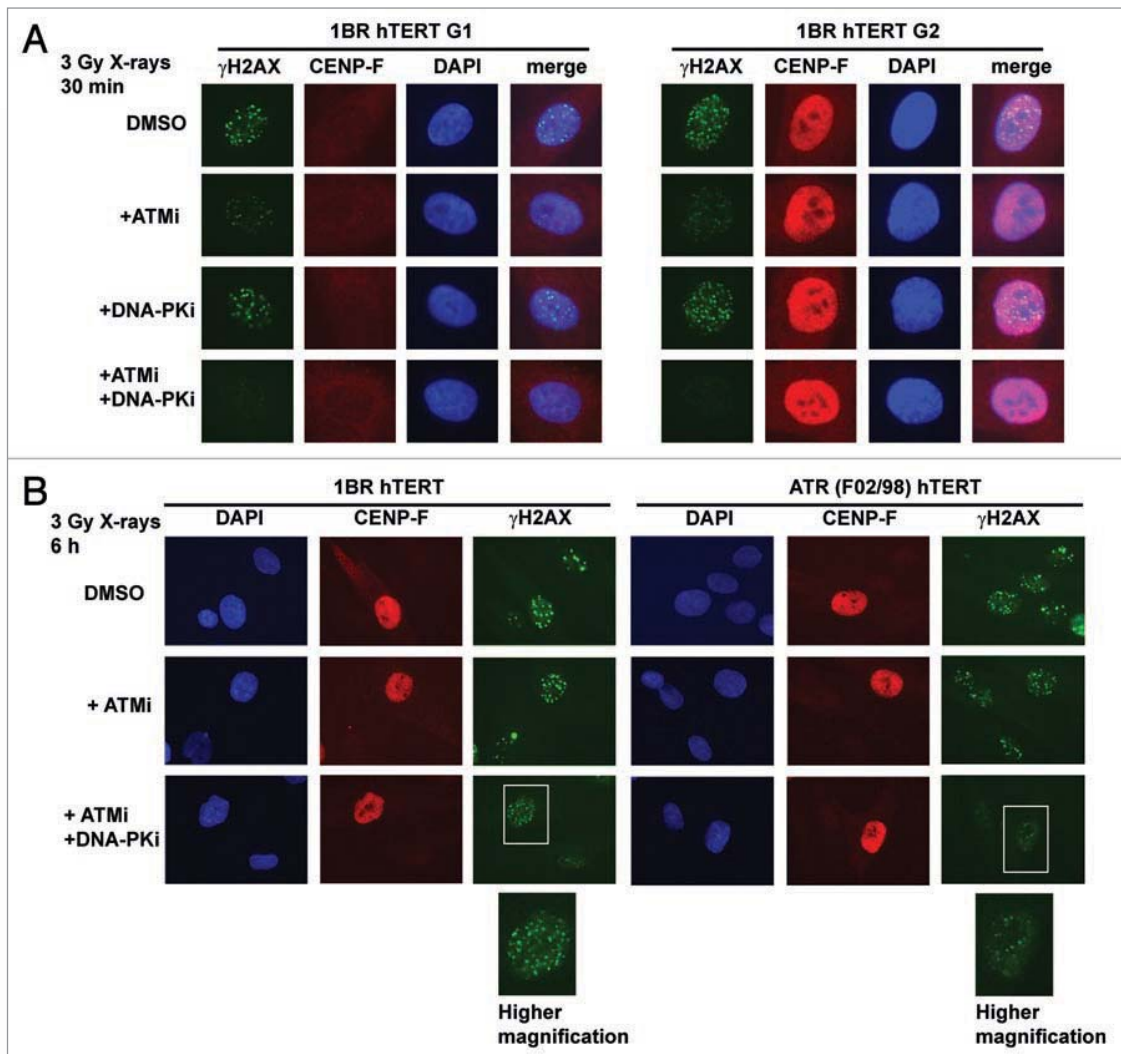 A
1BR hTERT G1
1BR hTERT G2
3 Gy X-rays
30 min
γH2AX CENP-F DAPI merge
γH2AX CENP-F DAPI merge
DMSO
+ATMi
+DNA-PKi
+ATMi
+DNA-PKi
B
1BR hTERT
ATR (F02/98) hTERT
3 Gy X-rays
6 h
DAPI CENP-F γH2AX
DAPI CENP-F γH2AX
DMSO
+ ATMi
+ ATMi
+DNA-PKi
Higher
magnification
Higher
magnification